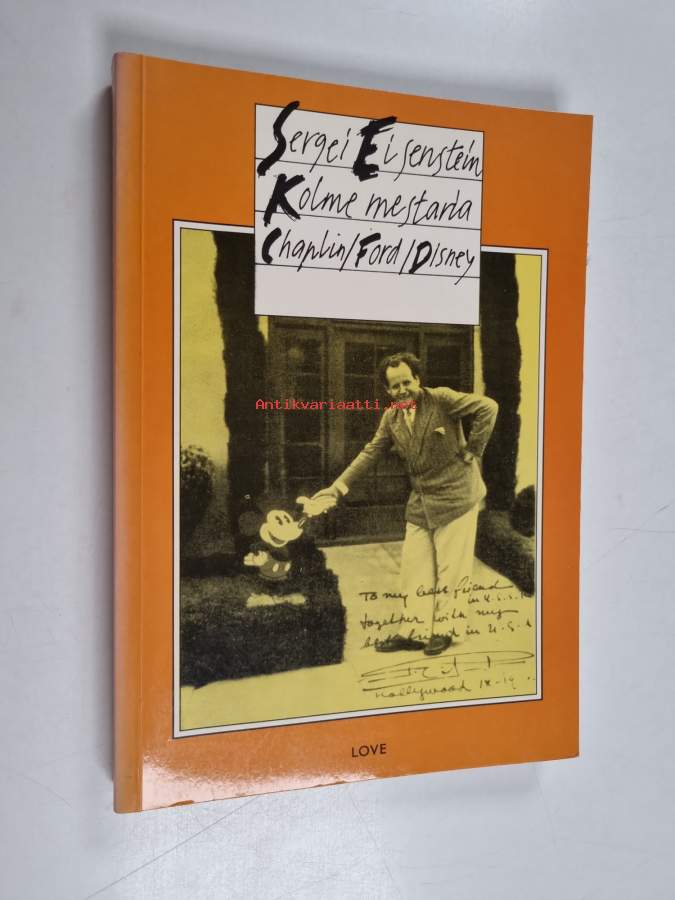 Sergei Eisenstein
Kolme mestaria
Chaplin/Ford/Disney
Antikvariaatti.net
To my best friend
in U.S.S.R
together with my
best friend in U.S.A
Hollywood IX-19
LOVE